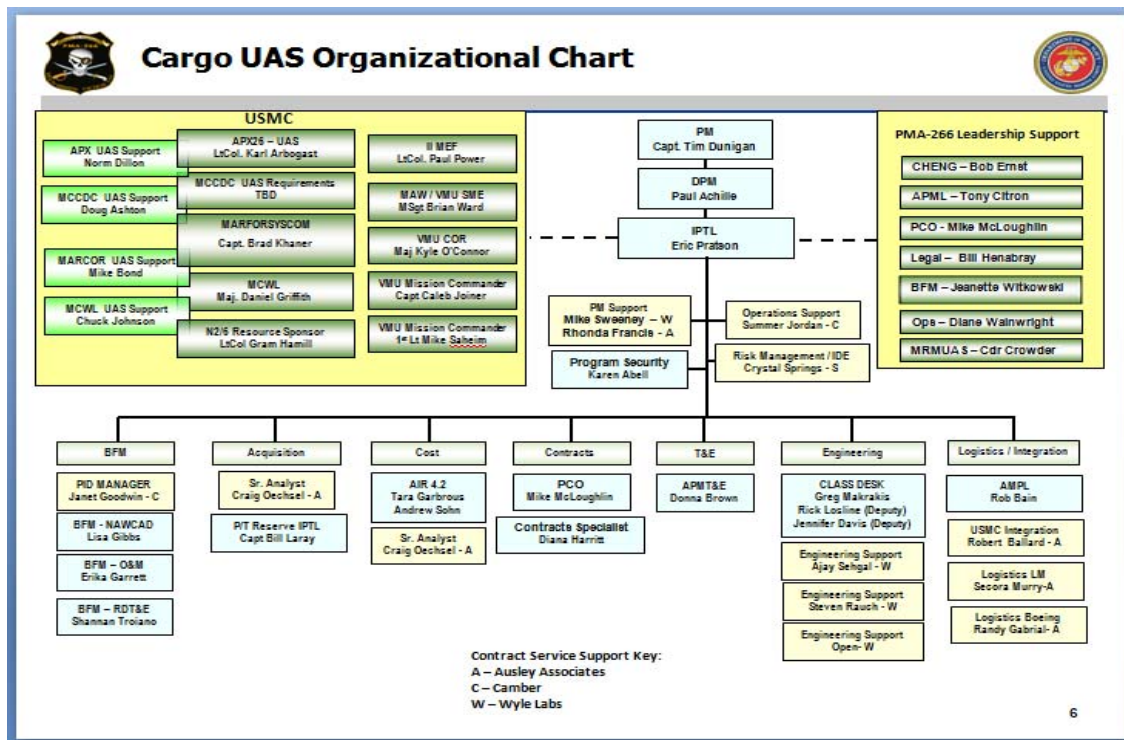 Cargo UAS Organizational Chart
USMC
APX UAS Support
Norm Dillon
MCCDC UAS Support
Doug Ashton
MARCOR UAS Support
Mike Bond
MCWL UAS Support
Chuck Johnson
APX26 – UAS
LtCol. Karl Arbogast
MCCDC UAS Requirements
TBD
MARFORSYSCOM
Capt. Brad Khaner
MCWL
Maj. Daniel Griffith
N2/6 Resource Sponsor
LtCol Gram Hamill
II MEF
LtCol. Paul Power
MAW / VMU SME
MSgt Brian Ward
VMU COR
Maj Kyle O'Connor
VMU Mission Commander
Capt Caleb Joiner
VMU Mission Commander
1st Lt Mike Saheim
PM
Capt. Tim Dunigan
DPM
Paul Achille
IPTL
Eric Pratson
PM Support
Mike Sweeney – W
Rhonda Francis - A
Program Security
Karen Abell
Operations Support
Summer Jordan - C
Risk Management / IDE
Crystal Springs - S
PMA-266 Leadership Support
CHENG – Bob Ernst
APML – Tony Citron
PCO - Mike McLoughlin
Legal – Bill Henabray
BFM – Jeanette Witkowski
Ops – Diane Wainwright
MRMUAS – Cdr Crowder
BFM
PID MANAGER
Janet Goodwin - C
BFM - NAWCAD
Lisa Gibbs
BFM – O&M
Erika Garrett
BFM – RDT&E
Shannan Troiano
Acquisition
Sr. Analyst
Craig Oechsel - A
P/T Reserve IPTL
Capt Bill Laray
Cost
AIR 4.2
Tara Garbrous
Andrew Sohn
Sr. Analyst
Craig Oechsel - A
Contracts
PCO
Mike McLoughlin
Contracts Specialist
Diana Harritt
T&E
APMT&E
Donna Brown
Engineering
CLASS DESK
Greg Makrakis
Rick Losline (Deputy)
Jennifer Davis (Deputy)
Engineering Support
Ajay Sehgal - W
Engineering Support
Steven Rauch - W
Engineering Support
Open- W
Logistics / Integration
AMPL
Rob Bain
USMC Integration
Robert Ballard - A
Logistics LM
Secora Murry-A
Logistics Boeing
Randy Gabrial- A
Contract Service Support Key:
A – Ausley Associates
C – Camber
W – Wyle Labs
6